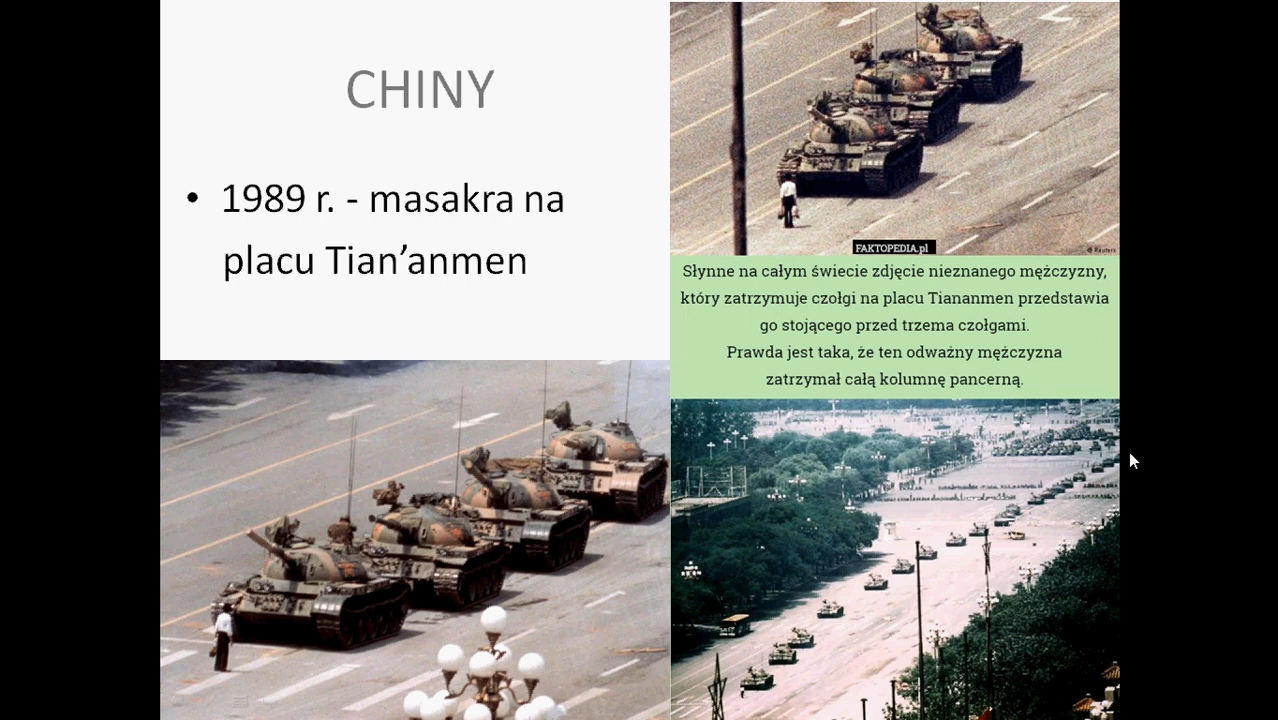 CHINY
• 1989 r. - masakra na
placu Tian’anmen
FAKTOPEDIA.pl
© Reuters
Słynne na całym świecie zdjęcie nieznanego mężczyzny,
który zatrzymuje czołgi na placu Tiananmen przedstawia
go stojącego przed trzema czołgami.
Prawda jest taka, że ten odważny mężczyzna
zatrzymał całą kolumnę pancerną.